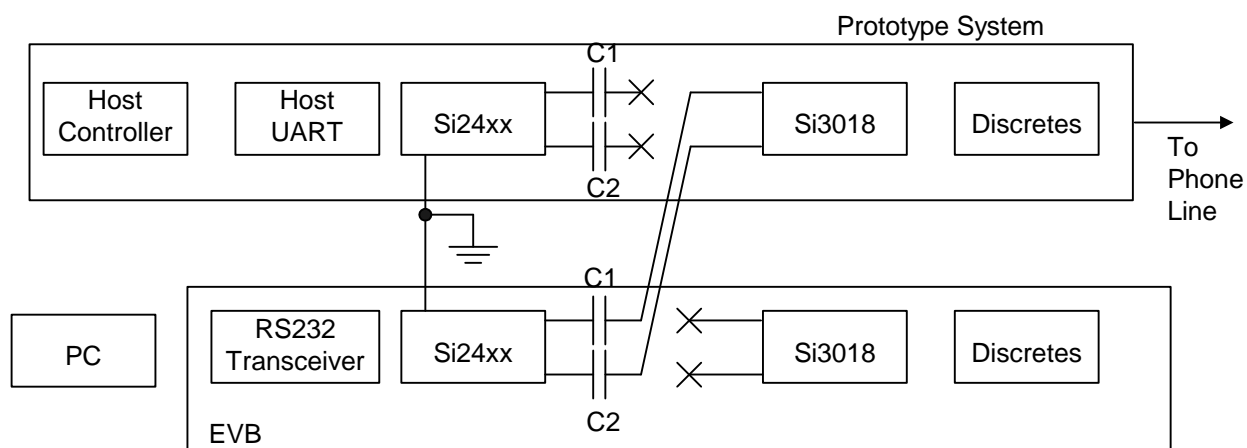 Prototype System
C1
Host
Controller
Host
UART
Si24xx
Si3018
Discretes
C2
To
Phone
Line
C1
PC
RS232
Transceiver
Si24xx
Si3018
Discretes
C2
EVB